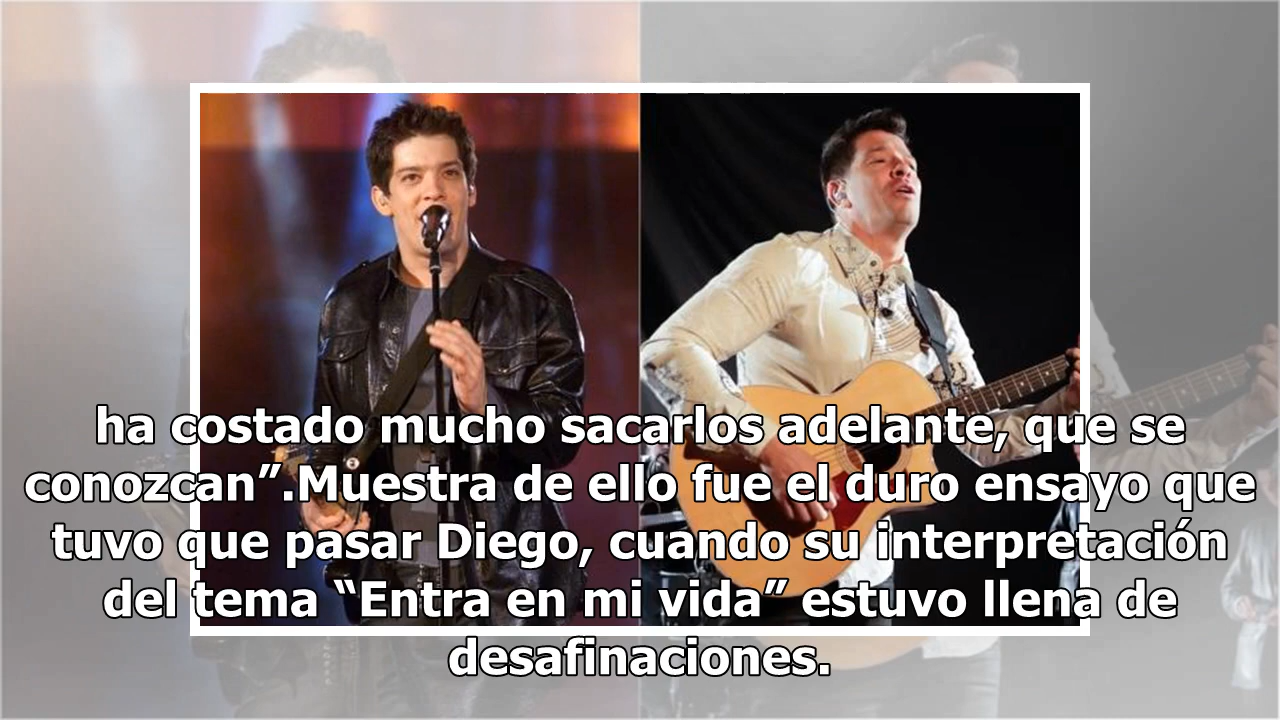 ha costado mucho sacarlos adelante, que se
conozcan”.Muestra de ello fue el duro ensayo que
tuvo que pasar Diego, cuando su interpretación
del tema “Entra en mi vida” estuvo llena de
desafinaciones.